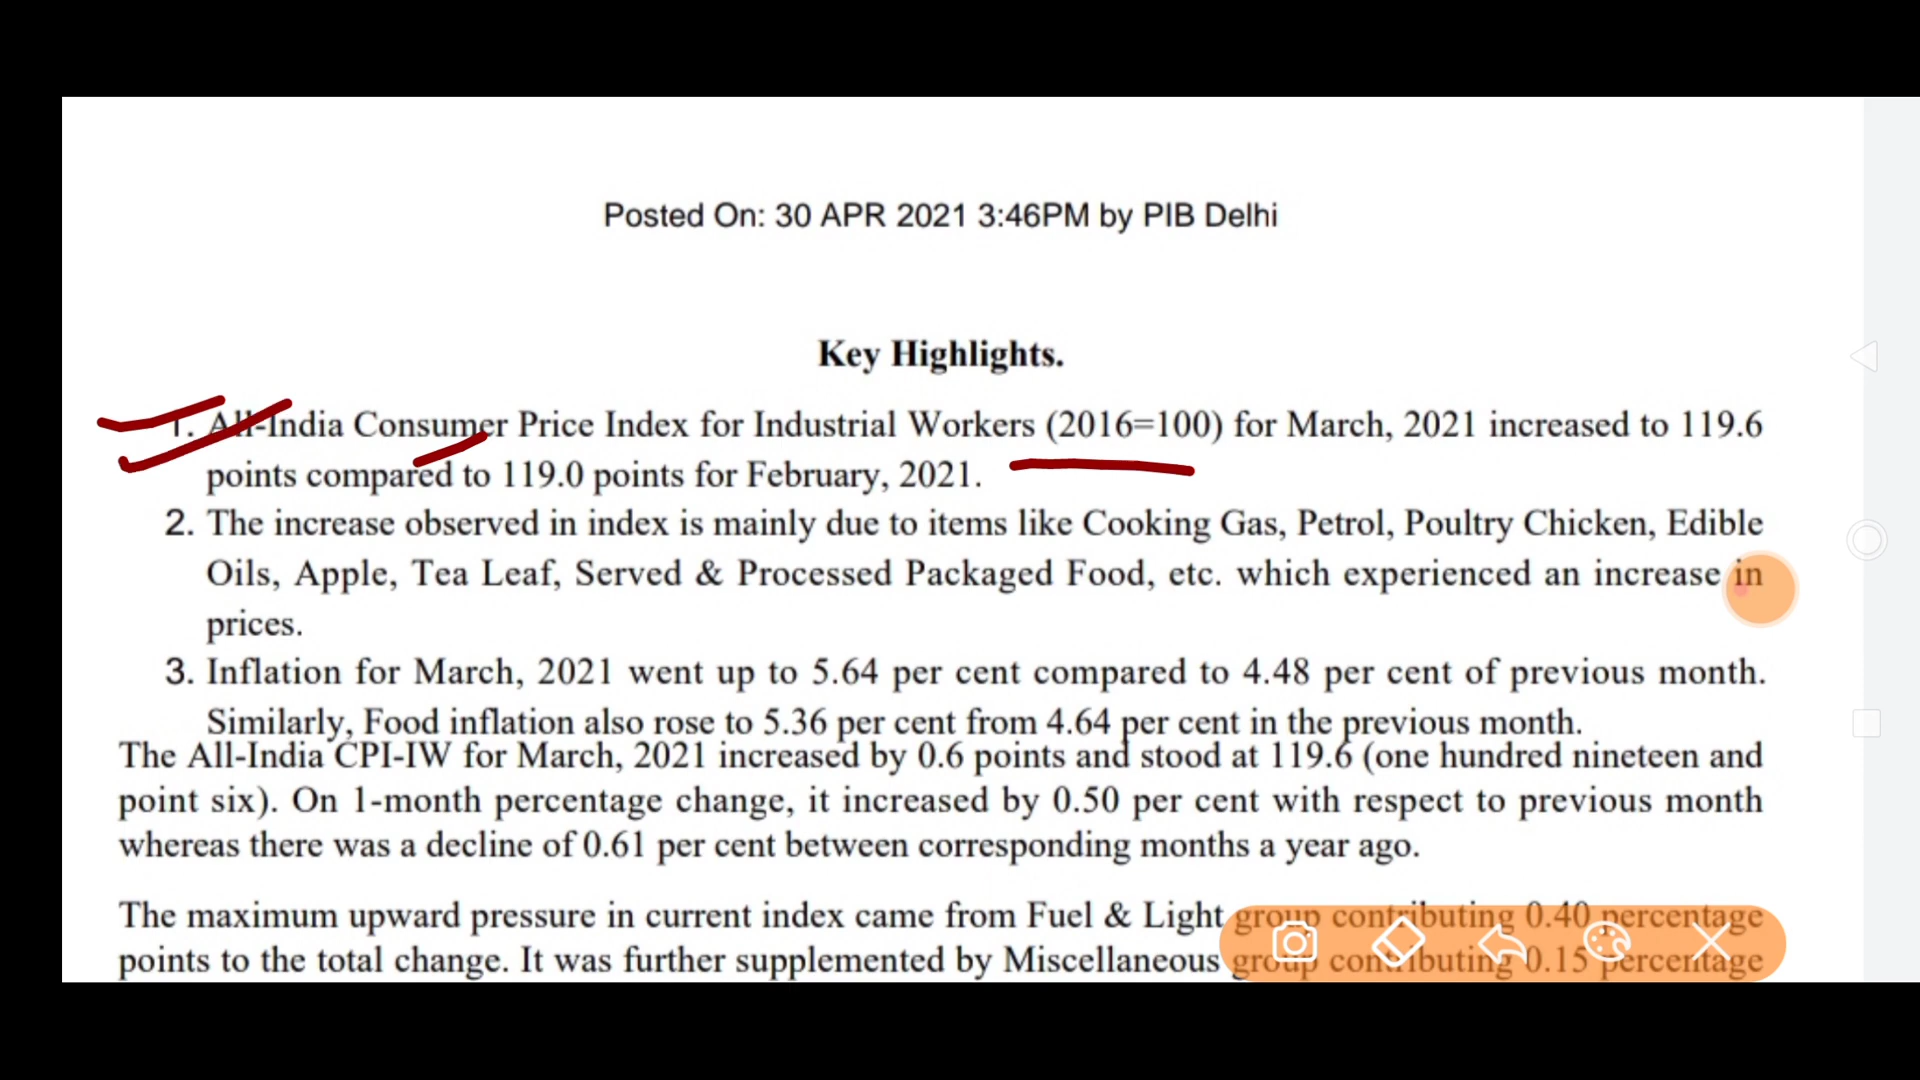 Posted On: 30 APR 2021 3:46PM by PIB Delhi
Key Highlights.
1. All-India Consumer Price Index for Industrial Workers (2016=100) for March, 2021 increased to 119.6
points compared to 119.0 points for February, 2021.
2. The increase observed in index is mainly due to items like Cooking Gas, Petrol, Poultry Chicken, Edible
Oils, Apple, Tea Leaf, Served & Processed Packaged Food, etc. which experienced an increase in
prices.
3. Inflation for March, 2021 went up to 5.64 per cent compared to 4.48 per cent of previous month.
Similarly, Food inflation also rose to 5.36 per cent from 4.64 per cent in the previous month.
The All-India CPI-IW for March, 2021 increased by 0.6 points and stood at 119.6 (one hundred nineteen and
point six). On 1-month percentage change, it increased by 0.50 per cent with respect to previous month
whereas there was a decline of 0.61 per cent between corresponding months a year ago.
The maximum upward pressure in current index came from Fuel & Light group contributing 0.40 percentage
points to the total change. It was further supplemented by Miscellaneous group contributing 0.15 percentage